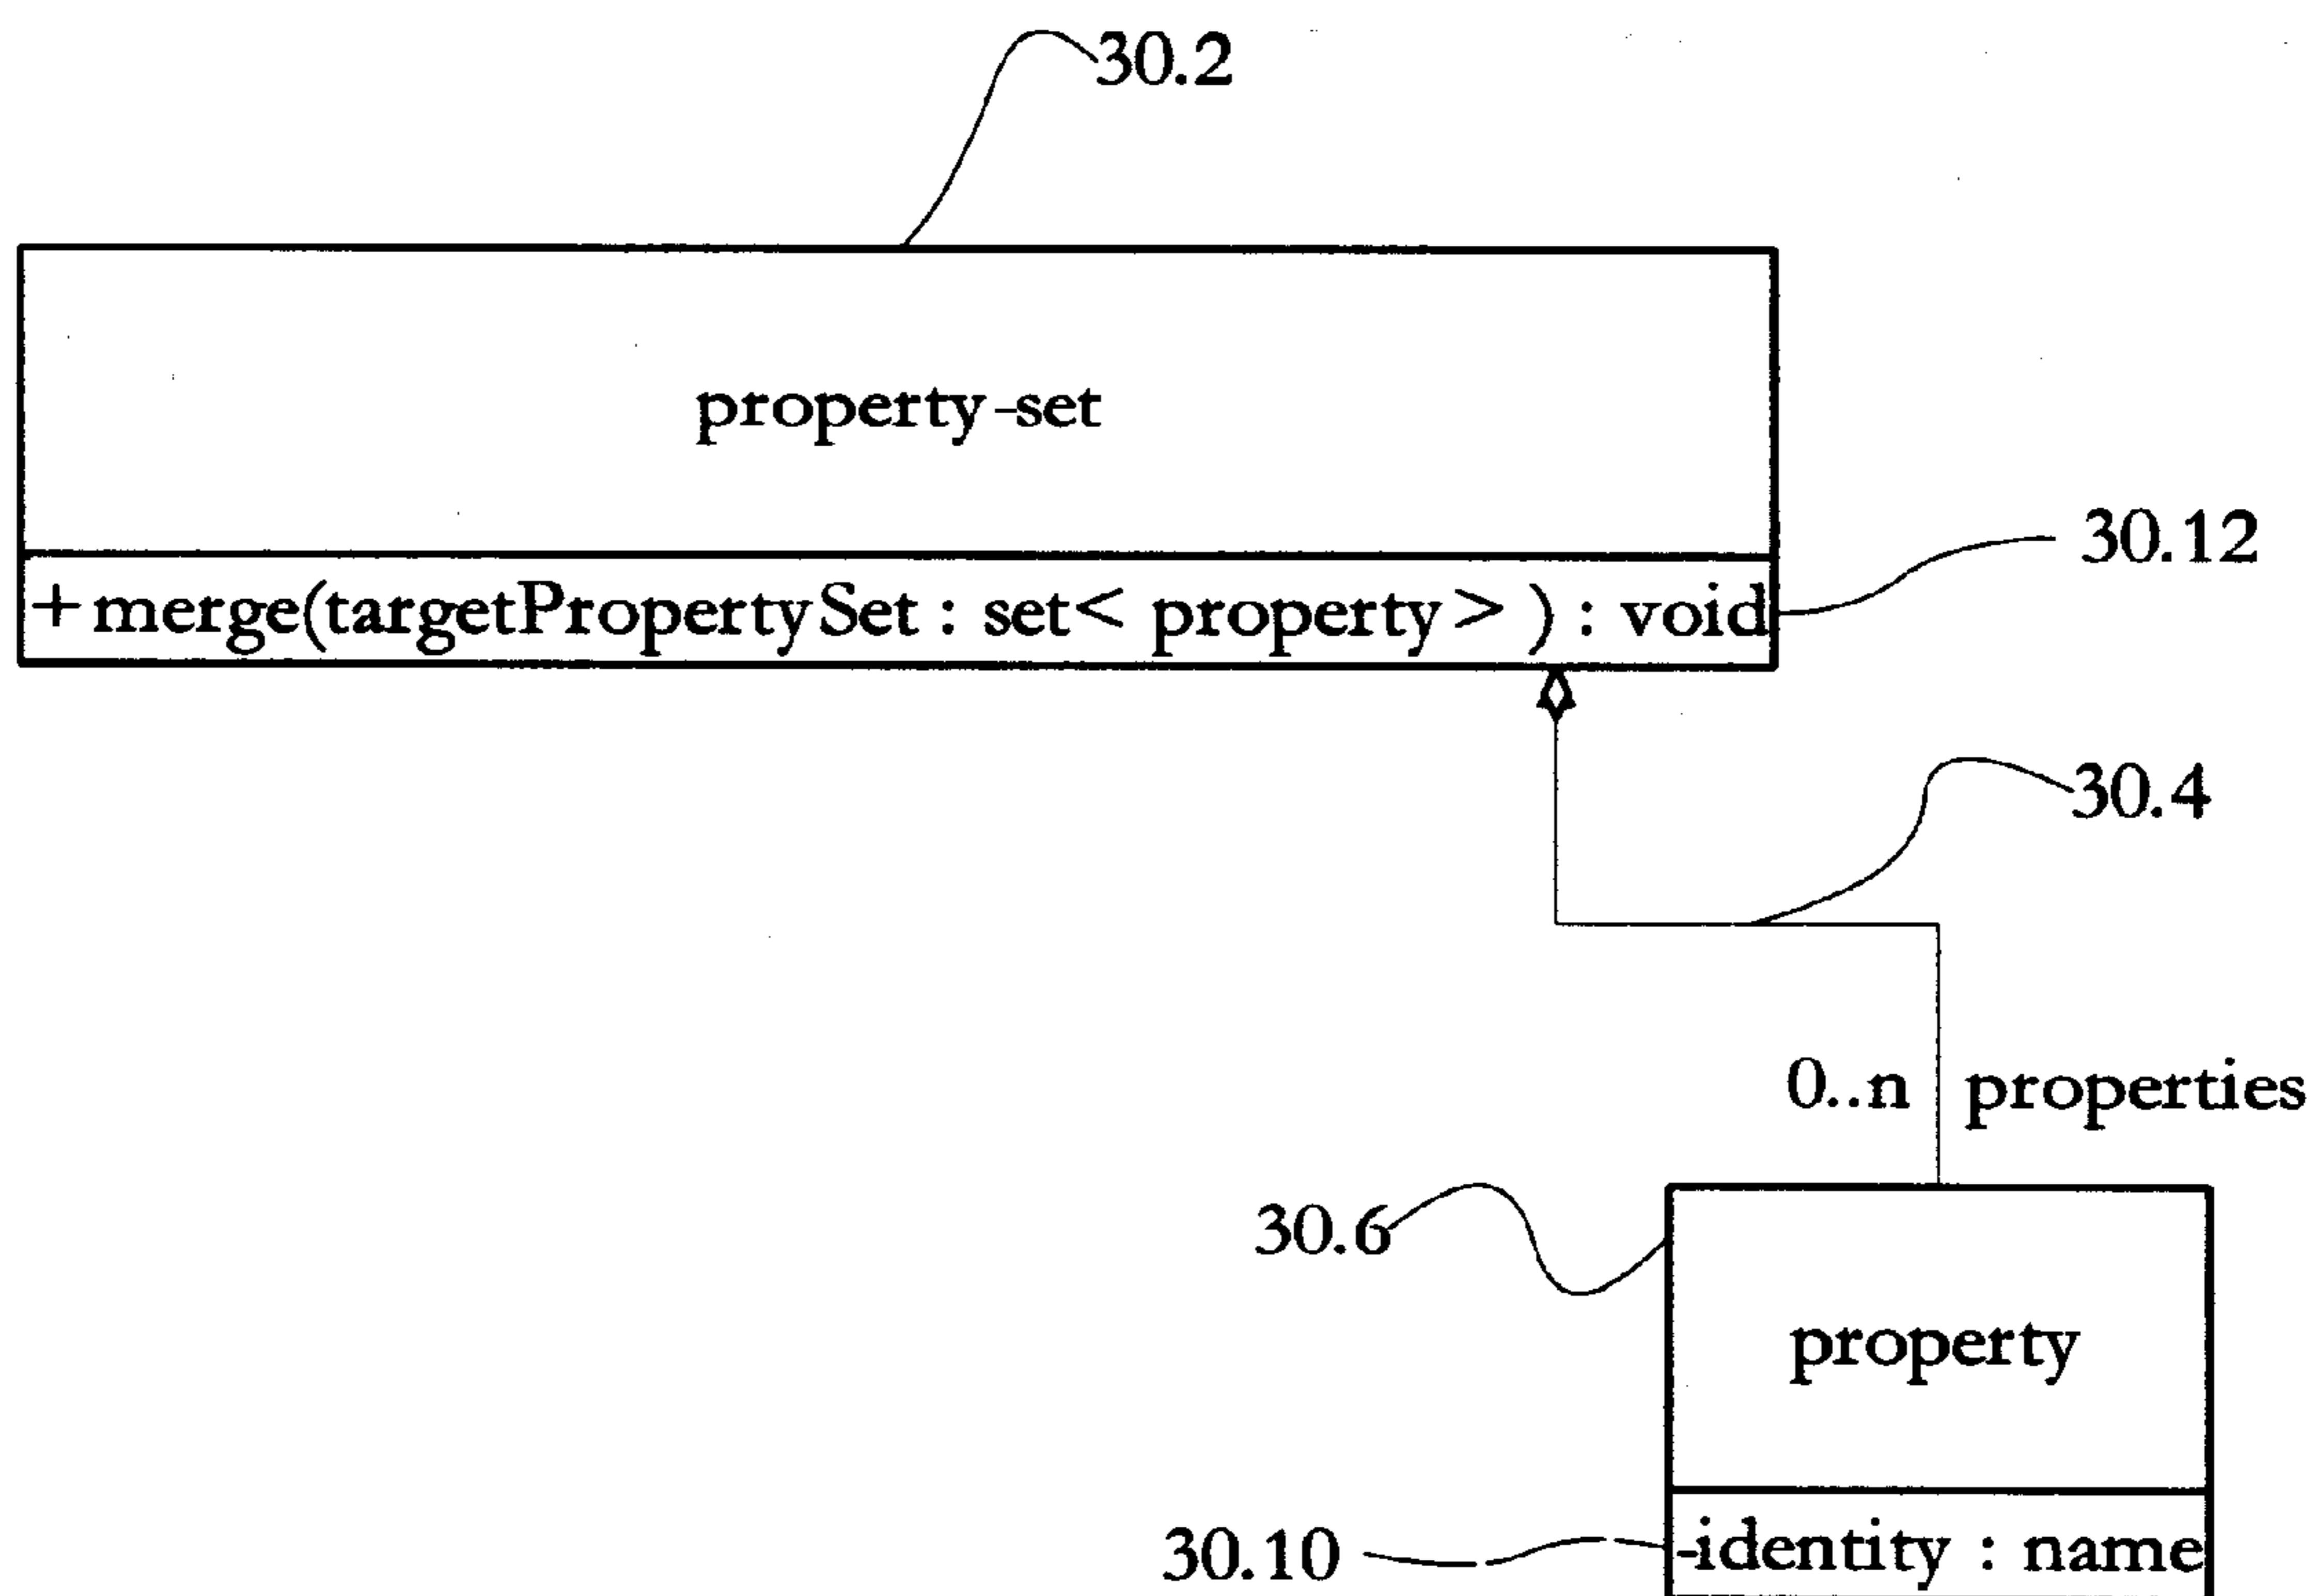 30.2
property-set
30.12
+merge(targetPropertySet : set< property> ) : void
30.4
0..n properties
30.6
property
30.10
-identity : name